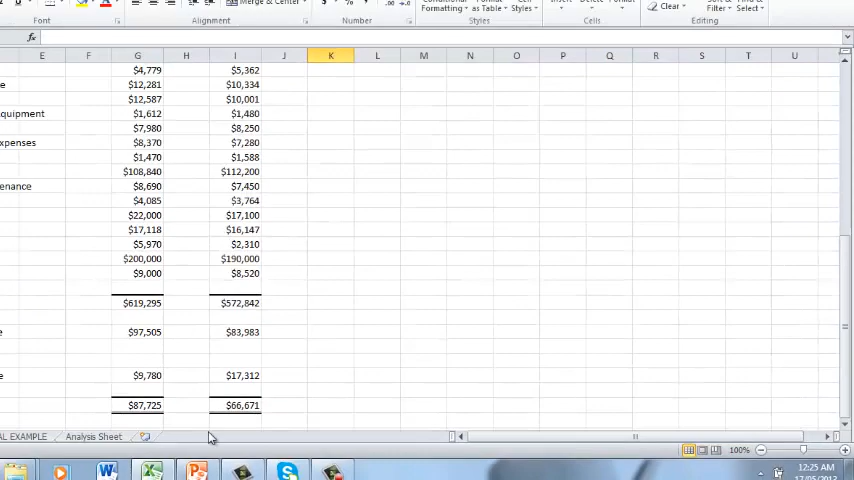 Merge & Center $ % Conditional Format Cell Insert Delete Format Clear Sort & Find &
Formatting as Table Styles Filter Select
Font Alignment Number Styles Cells Editing
fx
E F G H I J K L M N O P Q R S T U
$4,779 $5,362
e $12,281 $10,334
$12,587 $10,001
quipment $1,612 $1,480
$7,980 $8,250
xpenses $8,370 $7,280
$1,470 $1,588
$108,840 $112,200
enance $8,690 $7,450
$4,085 $3,764
$22,000 $17,100
$17,118 $16,147
$5,970 $2,310
$200,000 $190,000
$9,000 $8,520
$619,295 $572,842
e $97,505 $83,983
e $9,780 $17,312
$87,725 $66,671
AL EXAMPLE Analysis Sheet
100%
12:25 AM
17/05/2013